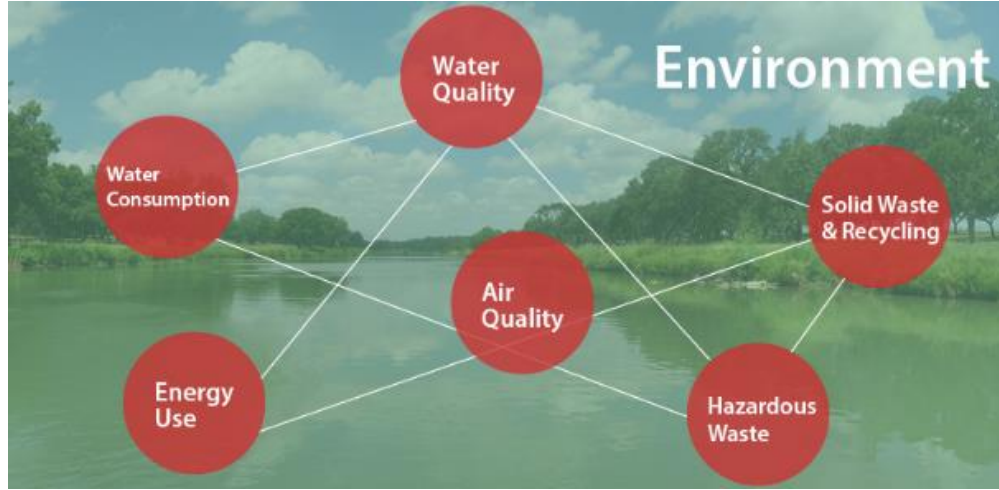 Environment
Water
Quality
Water
Consumption
Solid Waste
& Recycling
Air
Quality
Energy
Use
Hazardous
Waste